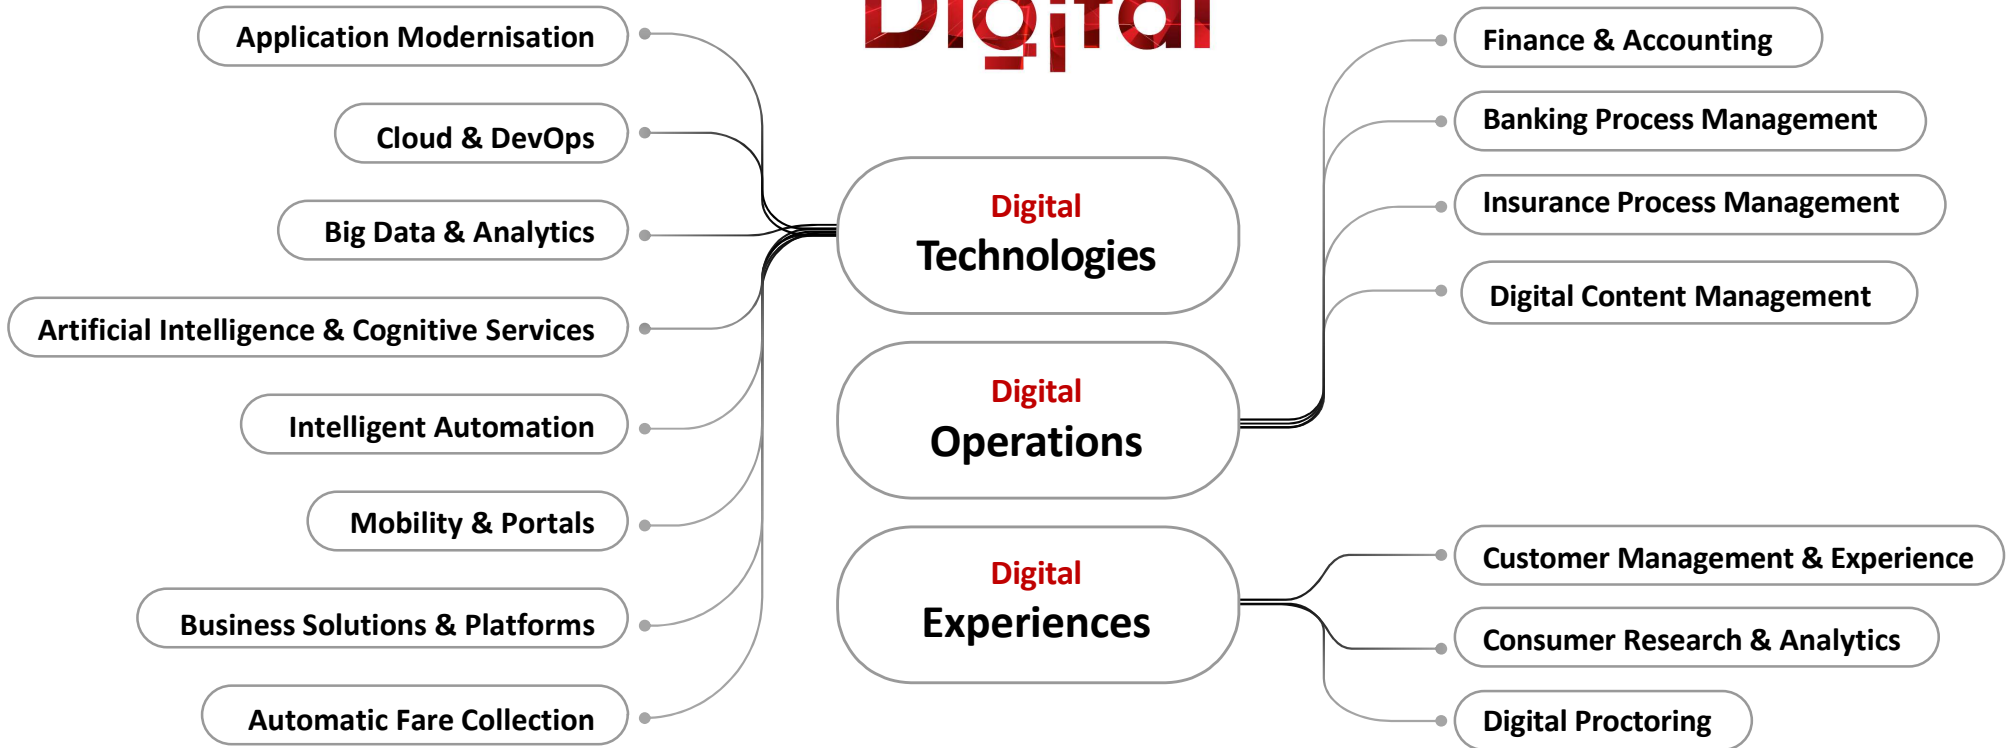 Digital
Application Modernisation
Cloud & DevOps
Big Data & Analytics
Artificial Intelligence & Cognitive Services
Intelligent Automation
Mobility & Portals
Business Solutions & Platforms
Automatic Fare Collection
Digital
Technologies
Digital
Operations
Digital
Experiences
Finance & Accounting
Banking Process Management
Insurance Process Management
Digital Content Management
Customer Management & Experience
Consumer Research & Analytics
Digital Proctoring